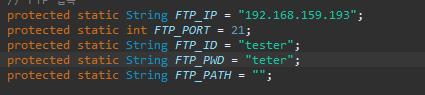 // FTP
protected static String FTP_IP = "192.168.159.193";
protected static int FTP_PORT = 21;
protected static String FTP_ID = "tester";
protected static String FTP_PWD = "teter";
protected static String FTP_PATH = "";